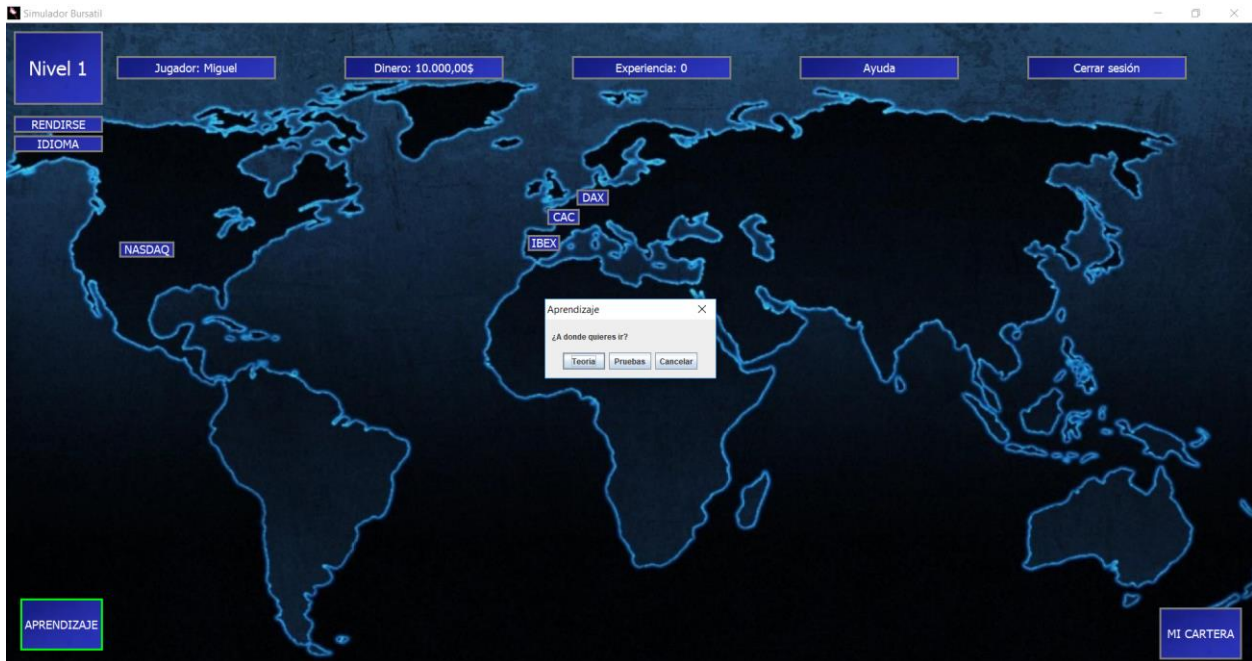 Simulador Bursatil
Nivel 1
Jugador: Miguel
Dinero: 10.000,00$
Experiencia: 0
Ayuda
Cerrar sesión
RENDIRSE
IDIOMA
DAX
CAC
IBEX
NASDAQ
Aprendizaje
¿A donde quieres ir?
Teoria Pruebas Cancelar
APRENDIZAJE
MI CARTERA